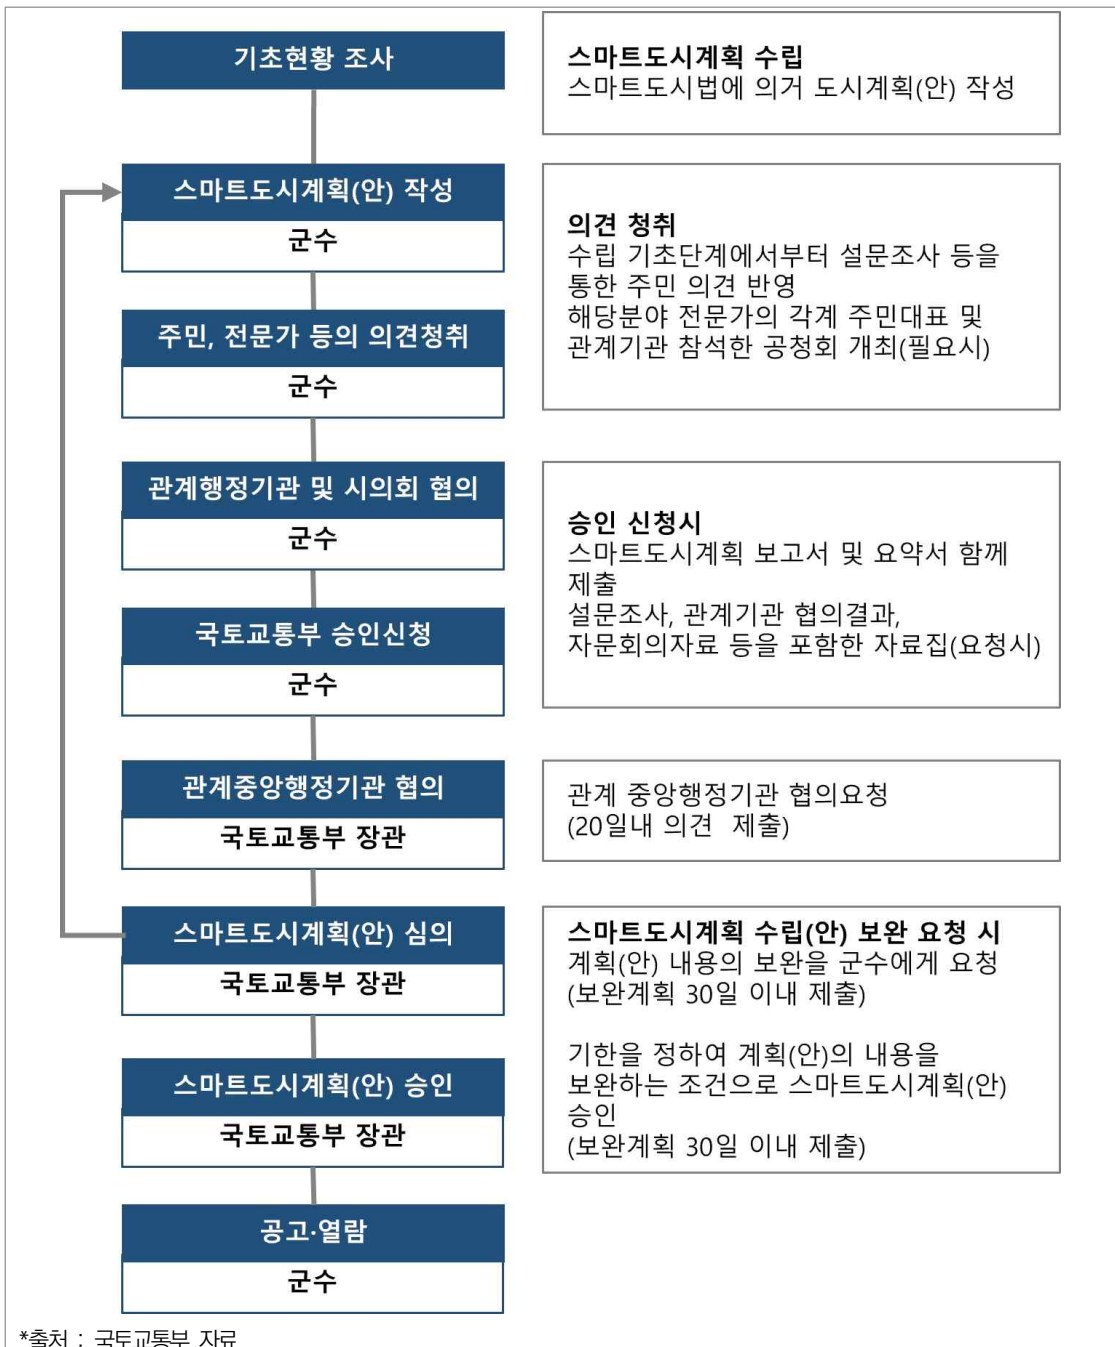 기초현황 조사
스마트도시계획 수립
스마트도시법에 의거 도시계획(안) 작성
스마트도시계획(안) 작성
군수
주민, 전문가 등의 의견청취
군수
의견 청취
수립 기초단계에서부터 설문조사 등을
통한 주민 의견 반영
해당분야 전문가의 각계 주민대표 및
관계기관 참석한 공청회 개최(필요시)
관계행정기관 및 시의회 협의
군수
국토교통부 승인신청
군수
승인 신청시
스마트도시계획 보고서 및 요약서 함께
제출
설문조사, 관계기관 협의결과,
자문회의자료 등을 포함한 자료집(요청시)
관계중앙행정기관 협의
국토교통부 장관
관계 중앙행정기관 협의요청
(20일내 의견 제출)
스마트도시계획(안) 심의
국토교통부 장관
스마트도시계획(안) 승인
국토교통부 장관
스마트도시계획 수립(안) 보완 요청 시
계획(안) 내용의 보완을 군수에게 요청
(보완계획 30일 이내 제출)
기한을 정하여 계획(안)의 내용을
보완하는 조건으로 스마트도시계획(안)
승인
(보완계획 30일 이내 제출)
공고·열람
군수
*출처 : 국토교통부 자료